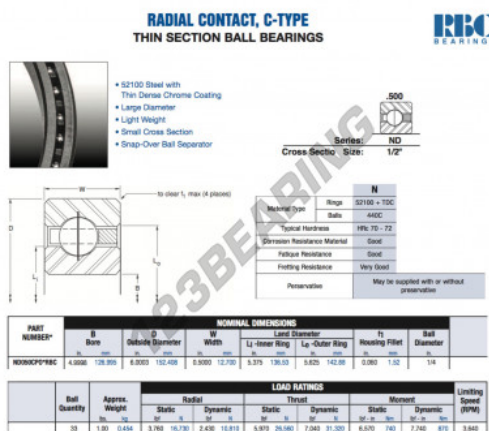 RADIAL CONTACT, C-TYPE
THIN SECTION BALL BEARINGS
RBC
BEARINGS
• 52100 Steel with
Thin Dense Chrome Coating
• Large Diameter
• Light Weight
• Small Cross Section
• Snap-Over Ball Separator
.500
Series: ND
Cross Sectio Size: 1/2"
W
to clear f1 max (4 places)
D
B
123BEARING
N
Material Type Rings 52100 + TDC
Balls 440C
Typical Hardness HRc 70 - 72
Corrosion Resistance Material Good
Fatigue Resistance Good
Fretting Resistance Very Good
Perservative May be supplied with or without preservative
NOMINAL DIMENSIONS
PART NUMBER* B Bore Outside Diameter W Width Land Diameter f1 Housing Fillet Ball Diameter
Li -Inner Ring Lo -Outer Ring
in. mm in. mm in. mm in. mm in. mm in. mm in.
ND050CP0*RBC 4.9998 126.995 6.0003 152.408 0.5000 12.700 5.375 136.53 5.625 142.88 0.060 1.52 1/4
LOAD RATINGS
Ball Quantity Approx. Weight Radial Thrust Moment Limiting Speed (RPM)
Static Dynamic Static Dynamic Static Dynamic
lbs. kg lbf N lbf N lbf N lbf N lbf - in Nm lbf - in Nm
33 1.00 0.454 3,760 16,730 2,430 10,810 5,970 26,560 7,040 31,320 6,570 740 7,740 870 3,640